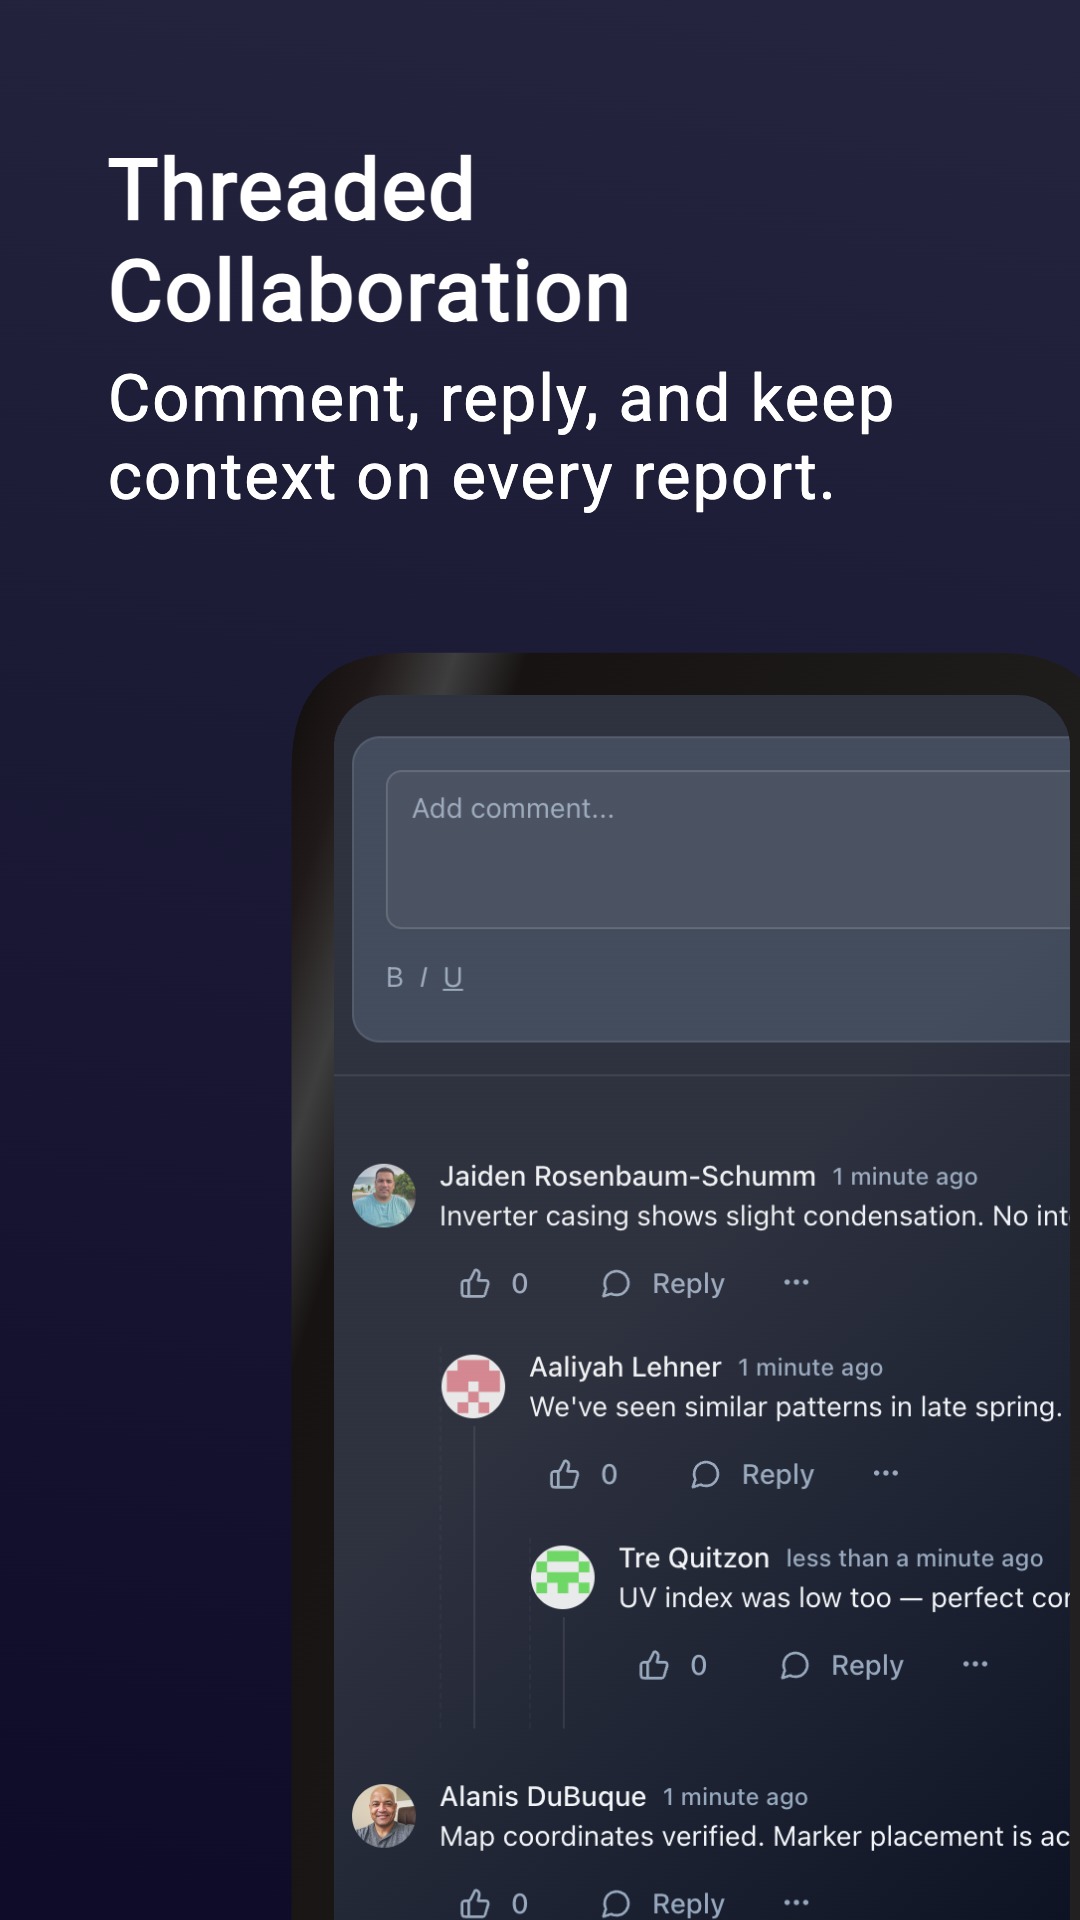 Threaded
Collaboration
Comment, reply, and keep
context on every report.
Add comment...
B I U
Jaiden Rosenbaum-Schumm 1 minute ago
Inverter casing shows slight condensation. No
0 Reply ...
Aaliyah Lehner 1 minute ago
We've seen similar patterns in late spring.
0 Reply ...
Tre Quitzon less than a minute ago
UV index was low too — perfect
0 Reply ...
Alanis DuBuque 1 minute ago
Map coordinates verified. Marker placement is
0 Reply ...